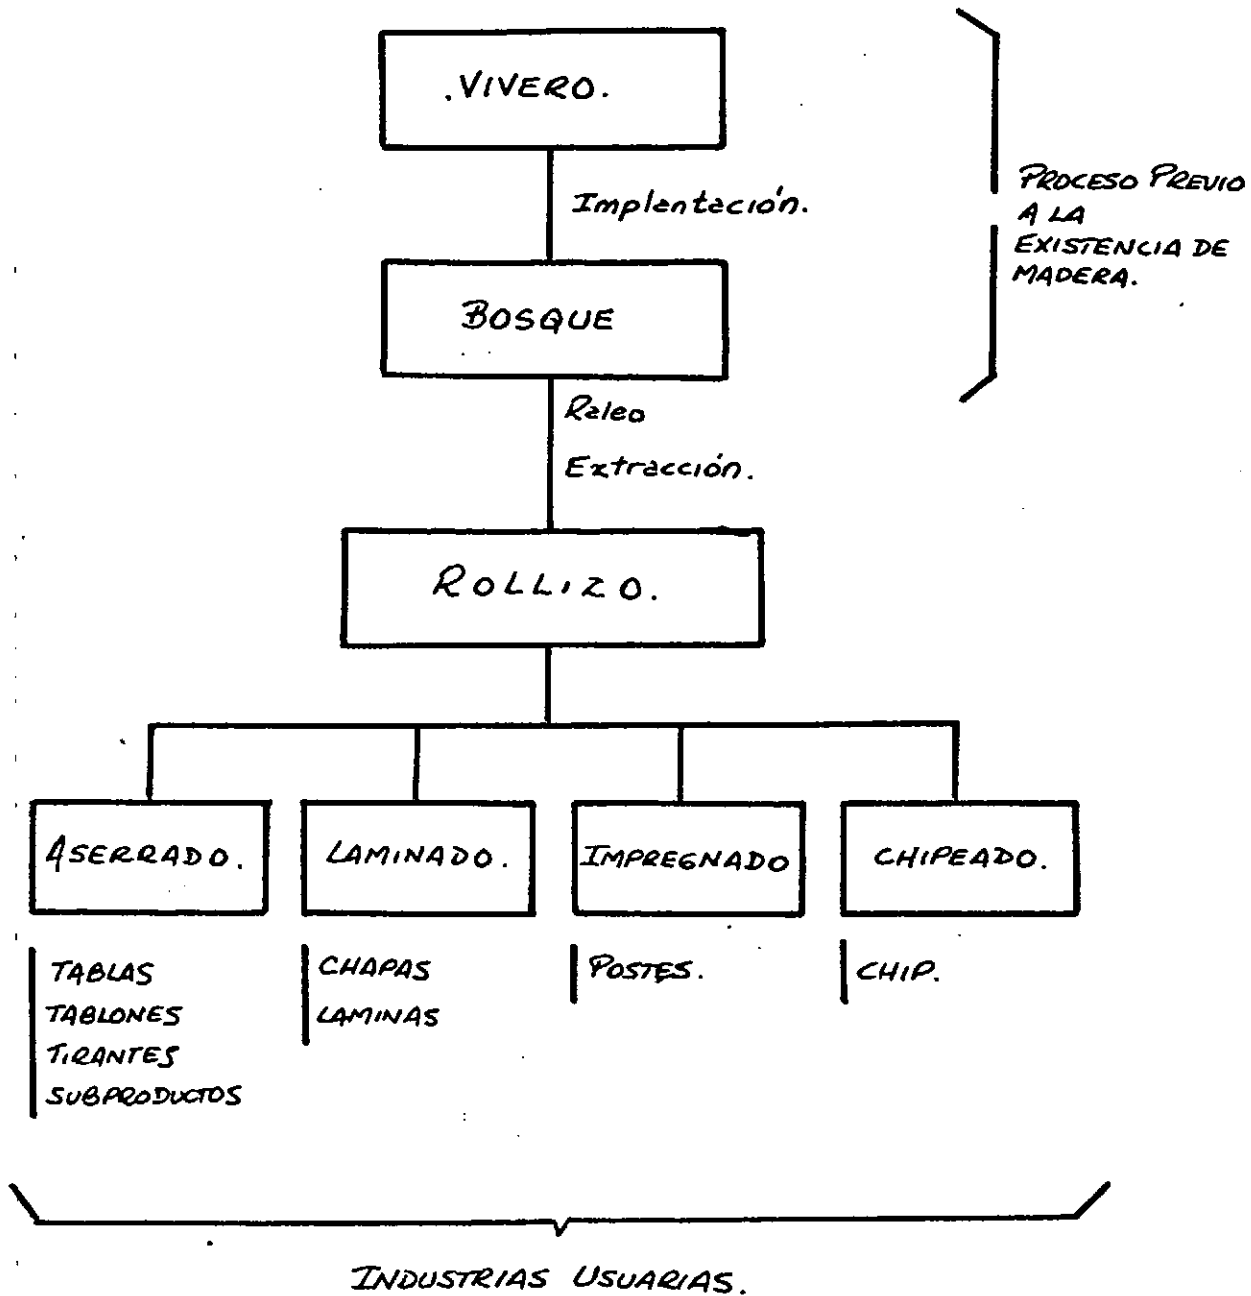 .VIVERO.
Implantación.
PROCESO PREVIO
A LA
EXISTENCIA DE
MADERA.
BOSQUE
Raleo
Extracción.
ROLLIZO.
ASERRADO.
LAMINADO.
IMPREGNADO
CHIPEADO.
TABLAS
TABLONES
TIRANTES
SUBPRODUCTOS
CHAPAS
LAMINAS
POSTES.
CHIP.
INDUSTRIAS USUARIAS.